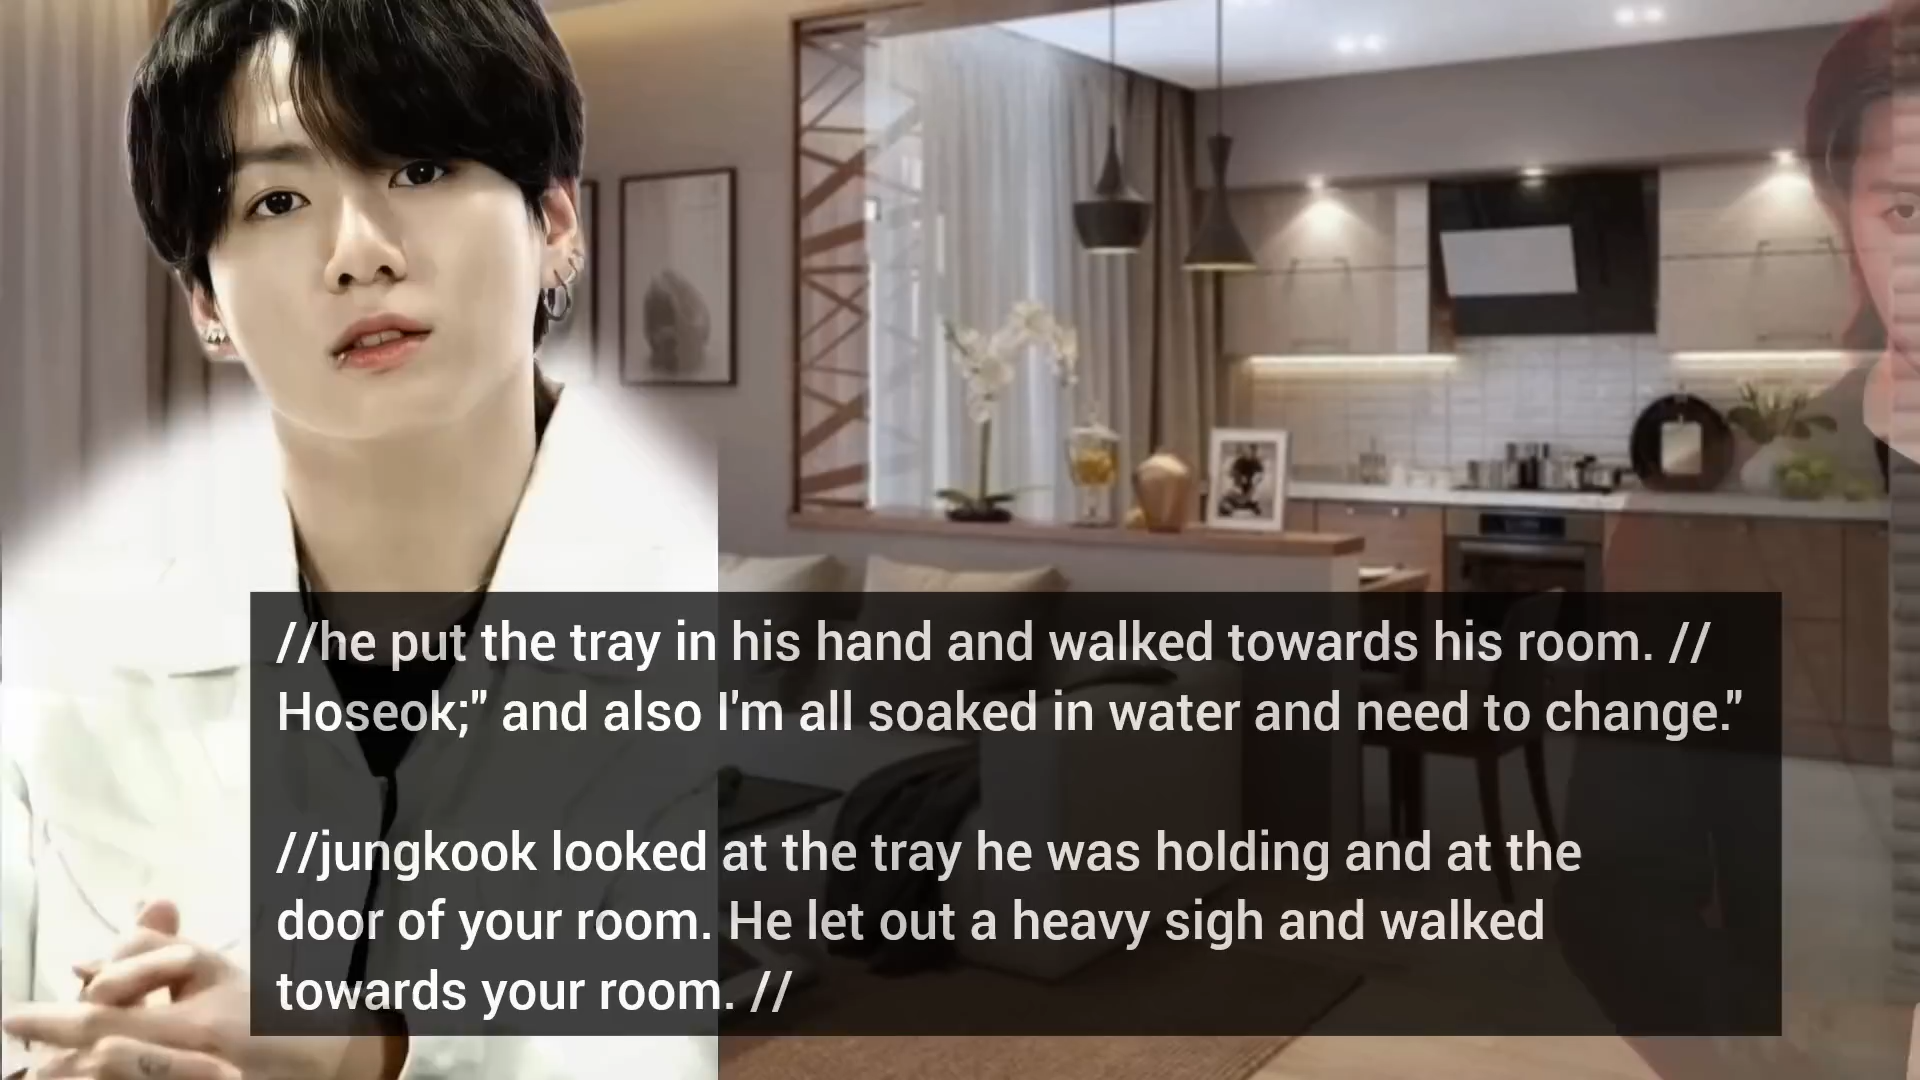 //he put the tray in his hand and walked towards his room. //
Hoseok;" and also I'm all soaked in water and need to change."
//jungkook looked at the tray he was holding and at the
door of your room. He let out a heavy sigh and walked
towards your room. //